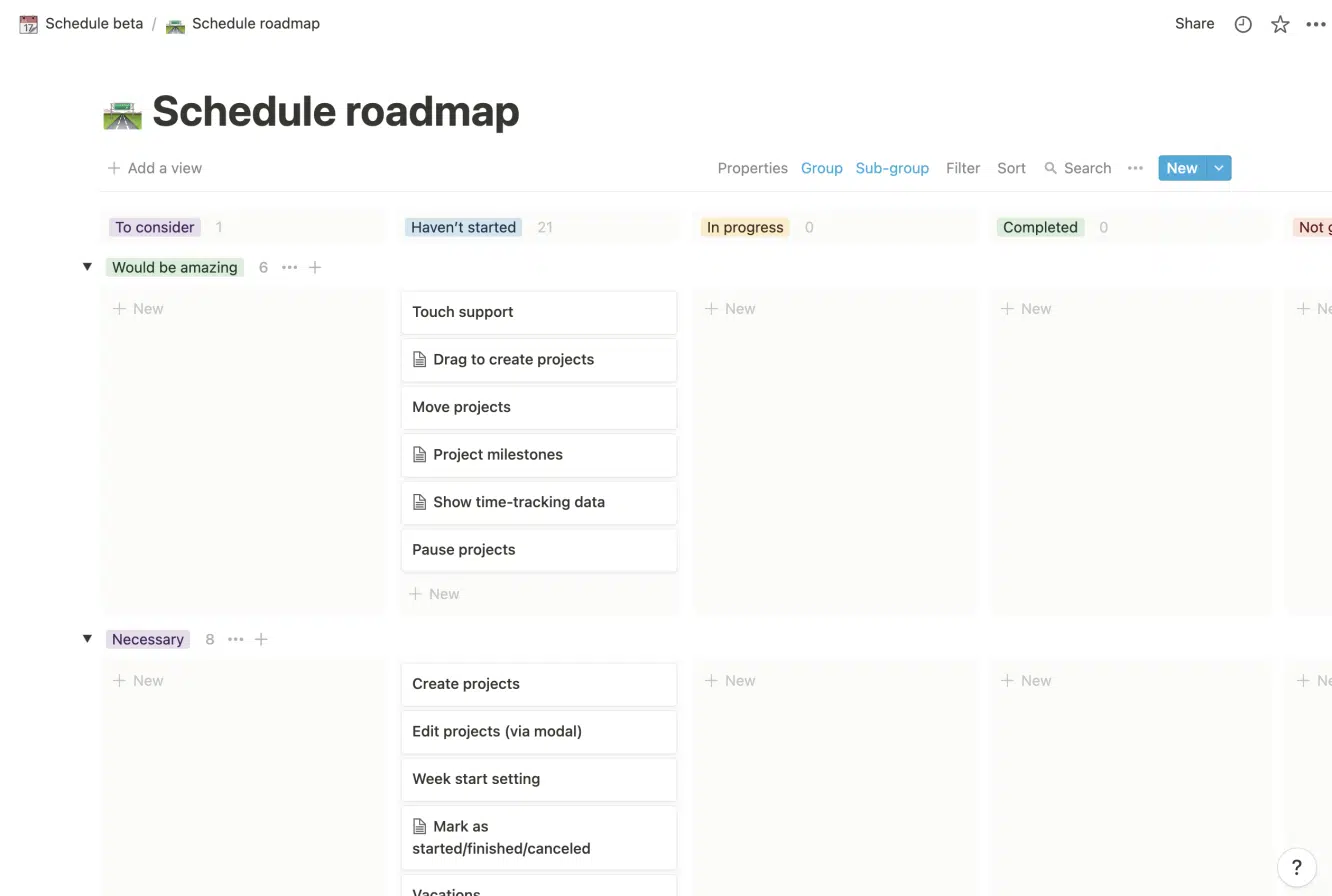 Schedule beta / Schedule roadmap
Share
Schedule roadmap
Add a view
Properties Group Sub-group Filter Sort Search New
To consider 1
Haven’t started 21
In progress 0
Completed 0
Not
Would be amazing 6
New
Touch support
Drag to create projects
Move projects
Project milestones
Show time-tracking data
Pause projects
New
New
New
Necessary 8
New
Create projects
Edit projects (via modal)
Week start setting
Mark as
started/finished/canceled
Vacations
New
New
?